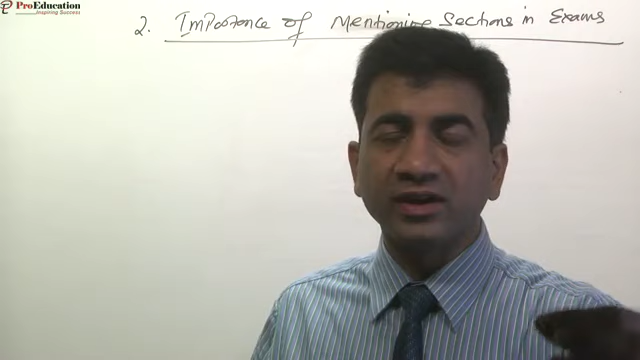 ProEducation
Inspiring Success
2. Importance of Mentioning Sections in Exams